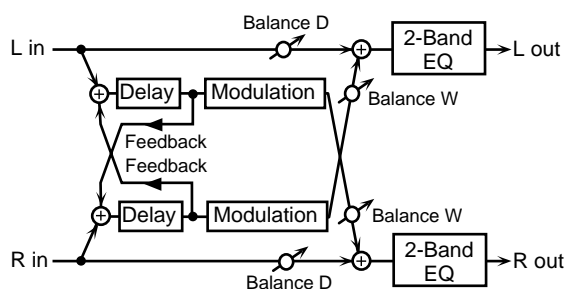 Balance D
L in
+
2-Band
EQ
L out
+
Delay
Modulation
Balance W
Feedback
Feedback
+
Delay
Modulation
Balance W
R in
Balance D
+
2-Band
EQ
R out